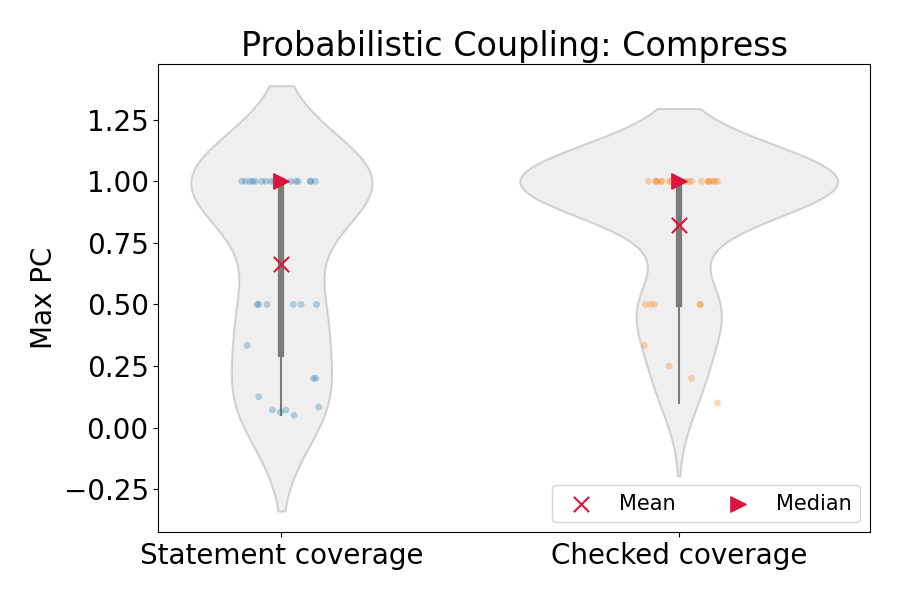 Probabilistic Coupling: Compress
Max PC
1.25
1.00
0.75
0.50
0.25
0.00
−0.25
Mean
Median
Statement coverage
Checked coverage